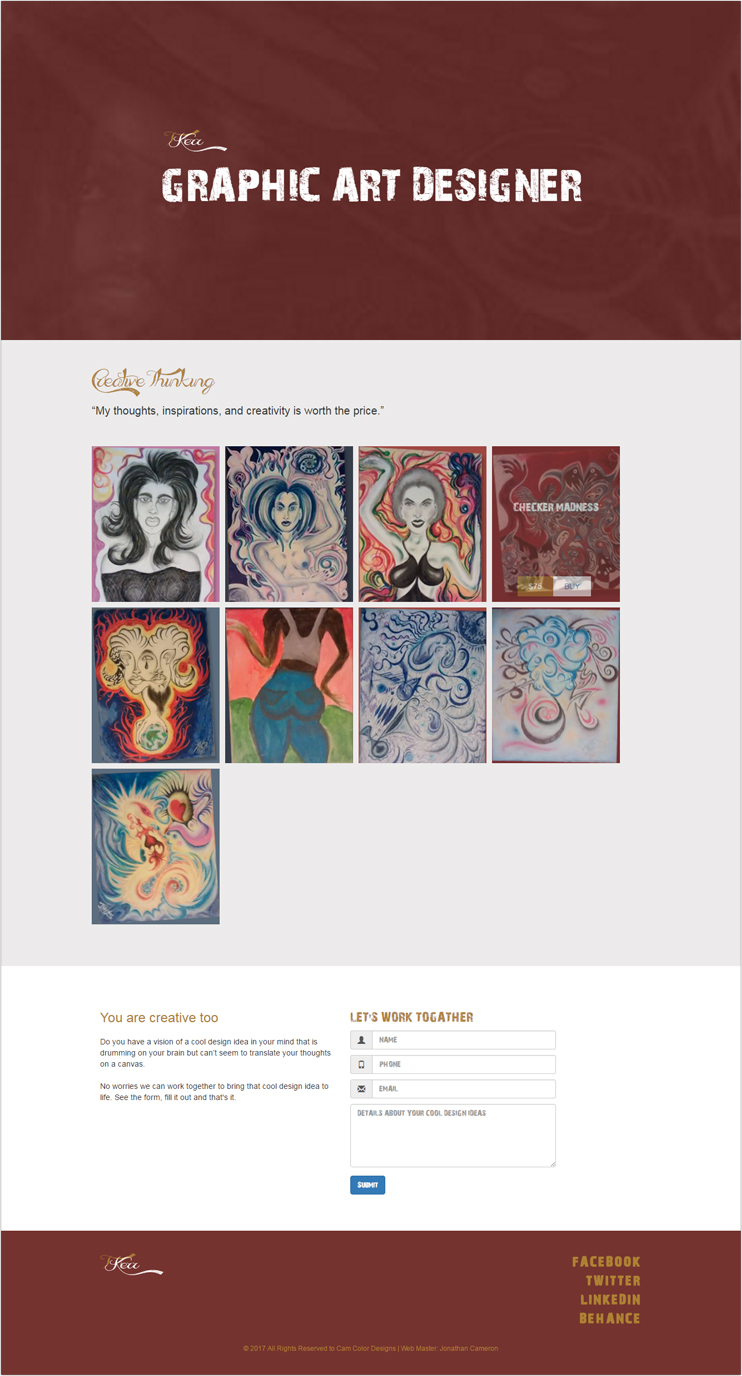 Kea
GRAPHIC ART DESIGNER
Creative Thinking
“My thoughts, inspirations, and creativity is worth the price.”
CHECKER MADNESS
$75 BUY
You are creative too
Do you have a vision of a cool design idea in your mind that is
drumming on your brain but can't seem to translate your thoughts
on a canvas.
No worries we can work together to bring that cool design idea to
life. See the form, fill it out and that's it.
LET'S WORK TOGATHER
NAME
PHONE
EMAIL
DETAILS ABOUT YOUR COOL DESIGN IDEAS
SUBMIT
FACEBOOK
TWITTER
LINKEDIN
BEHANCE
© 2017 All Rights Reserved to Cam Color Designs | Web Master: Jonathan Cameron